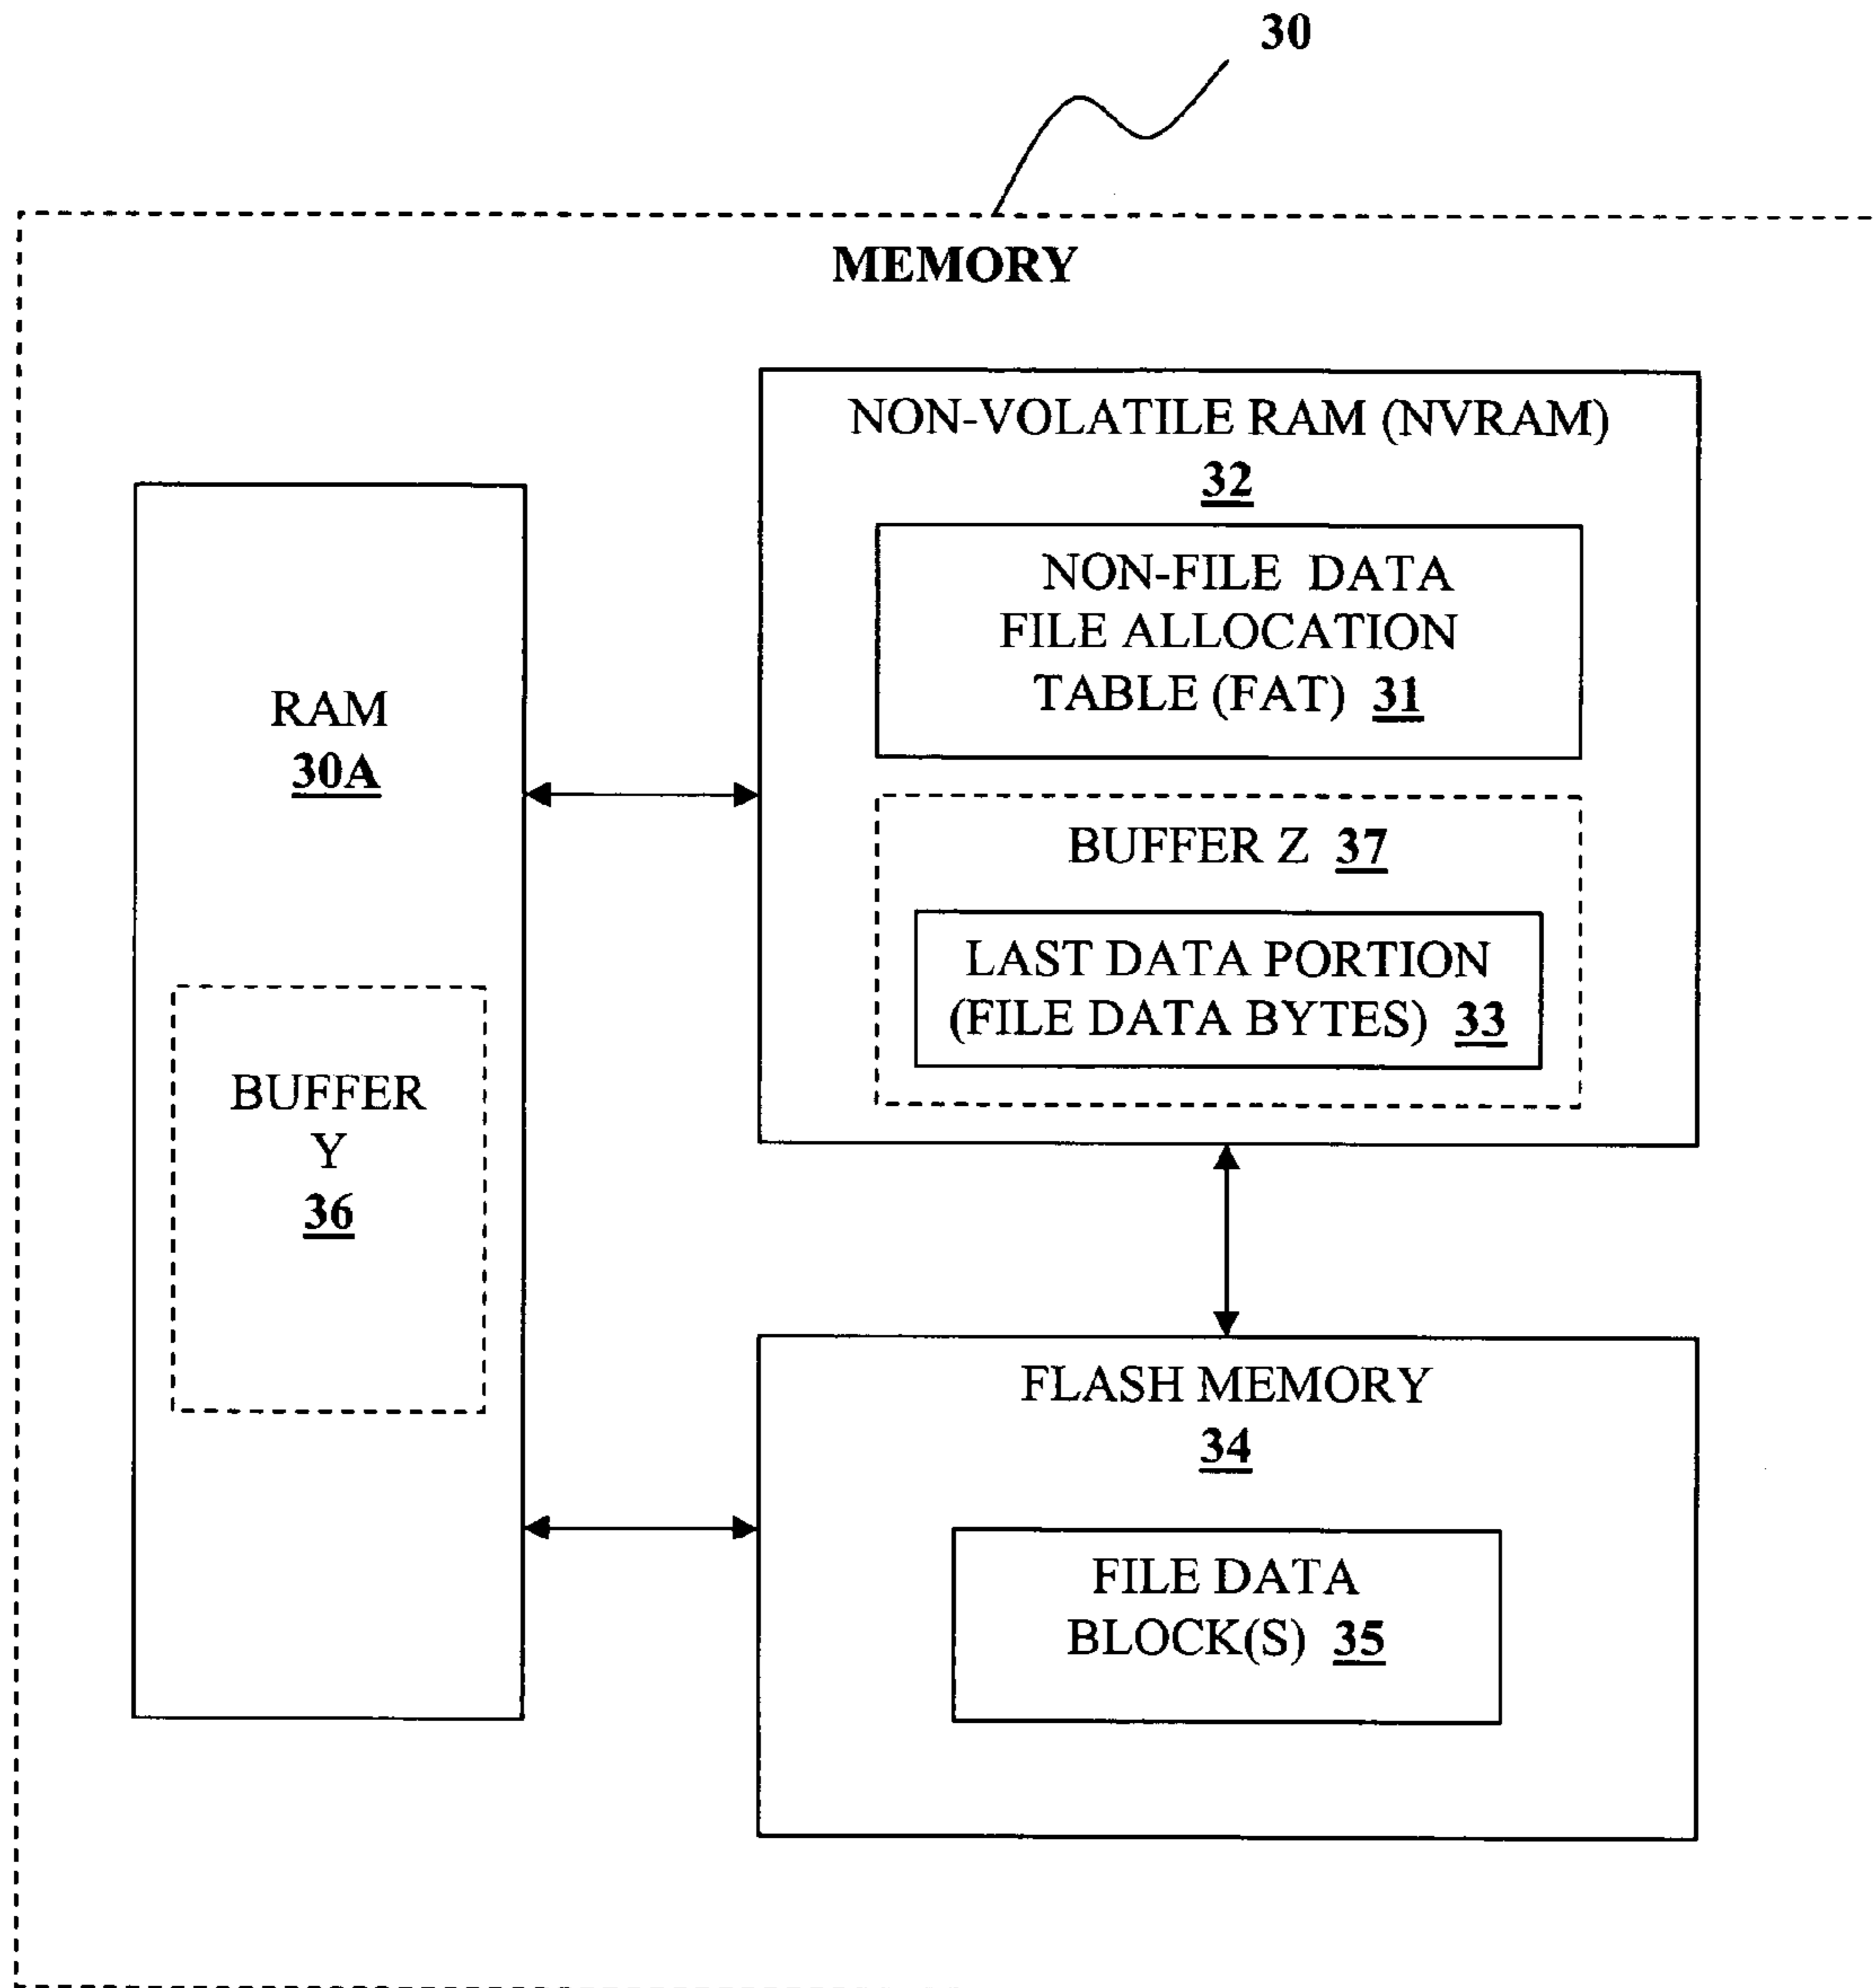 30
MEMORY
NON-VOLATILE RAM (NVRAM)
32
NON-FILE DATA
FILE ALLOCATION
TABLE (FAT) 31
BUFFER Z 37
LAST DATA PORTION
(FILE DATA BYTES) 33
RAM
30A
BUFFER
Y
36
FLASH MEMORY
34
FILE DATA
BLOCK(S) 35